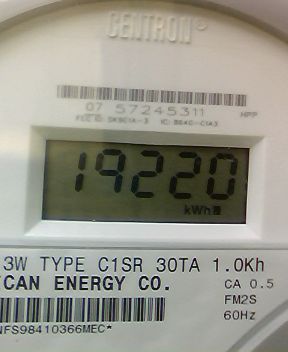 CENTRON®
07 57245311 HPP
19220
kWh
3W TYPE C1SR 30TA 1.0Kh
CAN ENERGY CO. CA 0.5
FM2S
NFS98410366MEC* 60Hz